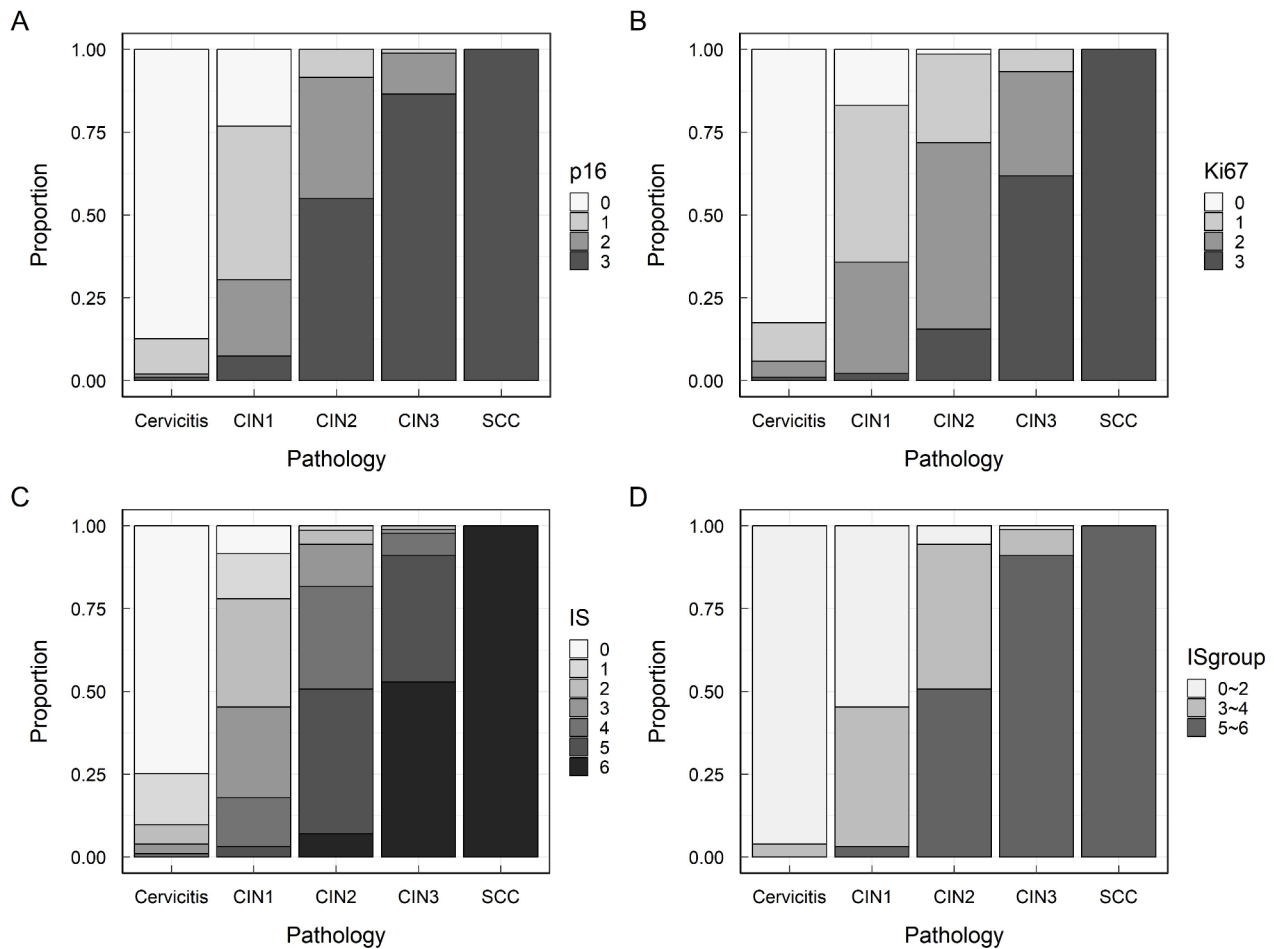 A
1.00
0.75
0.50
0.25
0.00
Proportion
Cervicitis CIN1 CIN2 CIN3 SCC
Pathology
p16
0
1
2
3
B
1.00
0.75
0.50
0.25
0.00
Proportion
Cervicitis CIN1 CIN2 CIN3 SCC
Pathology
Ki67
0
1
2
3
C
1.00
0.75
0.50
0.25
0.00
Proportion
Cervicitis CIN1 CIN2 CIN3 SCC
Pathology
IS
0
1
2
3
4
5
6
D
1.00
0.75
0.50
0.25
0.00
Proportion
Cervicitis CIN1 CIN2 CIN3 SCC
Pathology
ISgroup
0~2
3~4
5~6